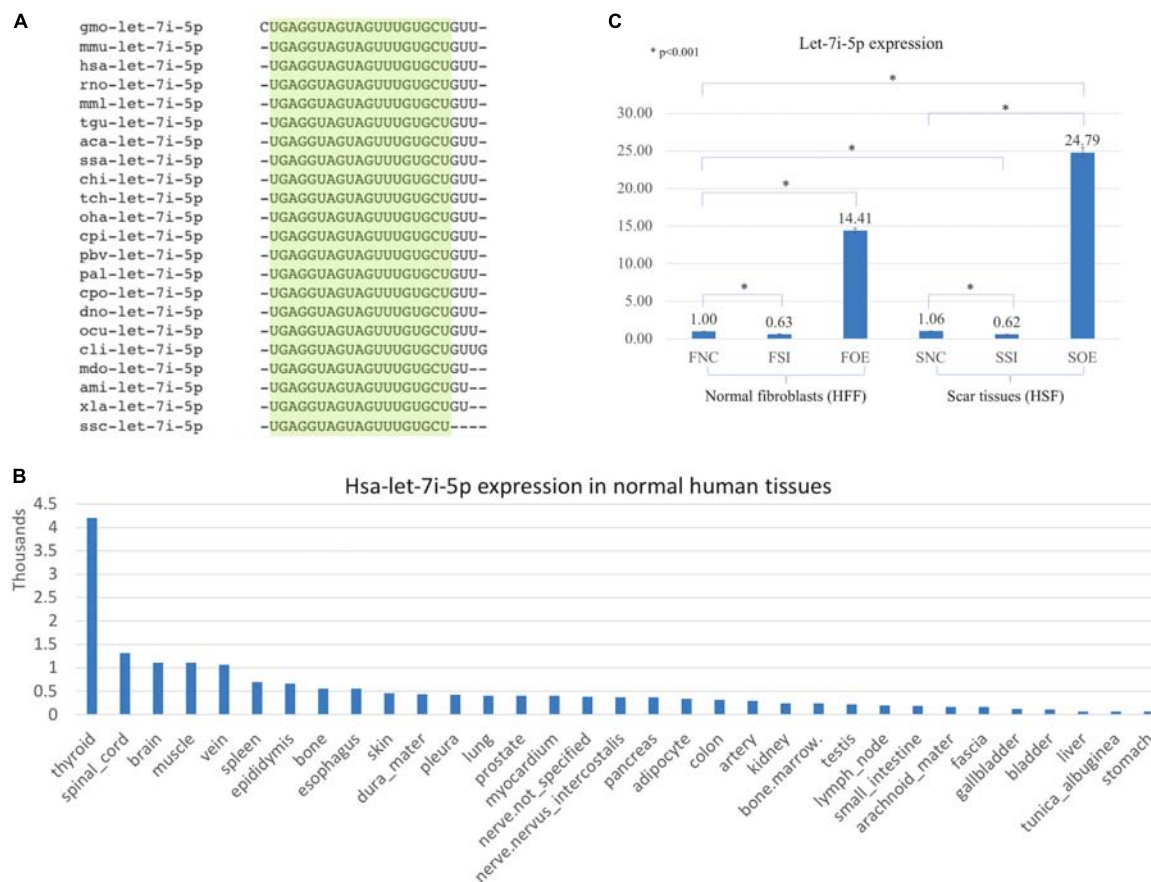 A
gmo-let-7i-5p CUGAGGUAGUAGUUUGUGCUGUU-
mmu-let-7i-5p -UGAGGUAGUAGUUUGUGCUGUU-
hsa-let-7i-5p -UGAGGUAGUAGUUUGUGCUGUU-
rno-let-7i-5p -UGAGGUAGUAGUUUGUGCUGUU-
mml-let-7i-5p -UGAGGUAGUAGUUUGUGCUGUU-
tgu-let-7i-5p -UGAGGUAGUAGUUUGUGCUGUU-
aca-let-7i-5p -UGAGGUAGUAGUUUGUGCUGUU-
ssa-let-7i-5p -UGAGGUAGUAGUUUGUGCUGUU-
chi-let-7i-5p -UGAGGUAGUAGUUUGUGCUGUU-
tch-let-7i-5p -UGAGGUAGUAGUUUGUGCUGUU-
oha-let-7i-5p -UGAGGUAGUAGUUUGUGCUGUU-
cpi-let-7i-5p -UGAGGUAGUAGUUUGUGCUGUU-
pbv-let-7i-5p -UGAGGUAGUAGUUUGUGCUGUU-
pal-let-7i-5p -UGAGGUAGUAGUUUGUGCUGUU-
cpo-let-7i-5p -UGAGGUAGUAGUUUGUGCUGUU-
dno-let-7i-5p -UGAGGUAGUAGUUUGUGCUGUU-
ocu-let-7i-5p -UGAGGUAGUAGUUUGUGCUGUU-
cli-let-7i-5p -UGAGGUAGUAGUUUGUGCUGUUG
mdo-let-7i-5p -UGAGGUAGUAGUUUGUGCUGU--
ami-let-7i-5p -UGAGGUAGUAGUUUGUGCUGU--
xla-let-7i-5p -UGAGGUAGUAGUUUGUGCUGU--
ssc-let-7i-5p -UGAGGUAGUAGUUUGUGCU----
C
Let-7i-5p expression
* p<0.001
*
*
*
*
* *
30.00
25.00
20.00
15.00
10.00
5.00
0.00
1.00 0.63 14.41 1.06 0.62 24.79
FNC FSI FOE SNC SSI SOE
Normal fibroblasts (HFF) Scar tissues (HSF)
B
Hsa-let-7i-5p expression in normal human tissues
Thousands
4.5
4
3.5
3
2.5
2
1.5
1
0.5
0
thyroid
spinal_cord
brain
muscle
vein
spleen
epididymis
bone
esophagus
skin
dura_mater
pleura
lung
prostate
myocardium
nerve.not_specified
nerve.nervus_intercostalis
pancreas
adipocyte
colon
artery
kidney
bone.marrow.
testis
lymph_node
small_intestine
arachnoid_mater
fascia
gallbladder
bladder
liver
tunica_albuginea
stomach